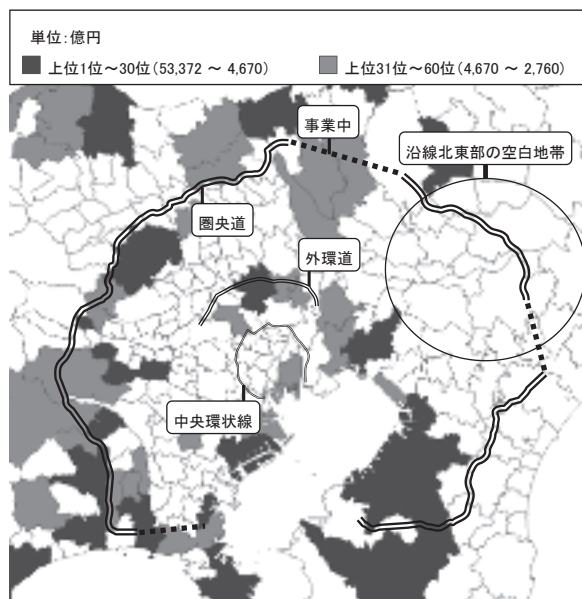 単位:億円
上位1位～30位(53,372 ～ 4,670)
上位31位～60位(4,670 ～ 2,760)
事業中
沿線北東部の空白地帯
圏央道
外環道
中央環状線